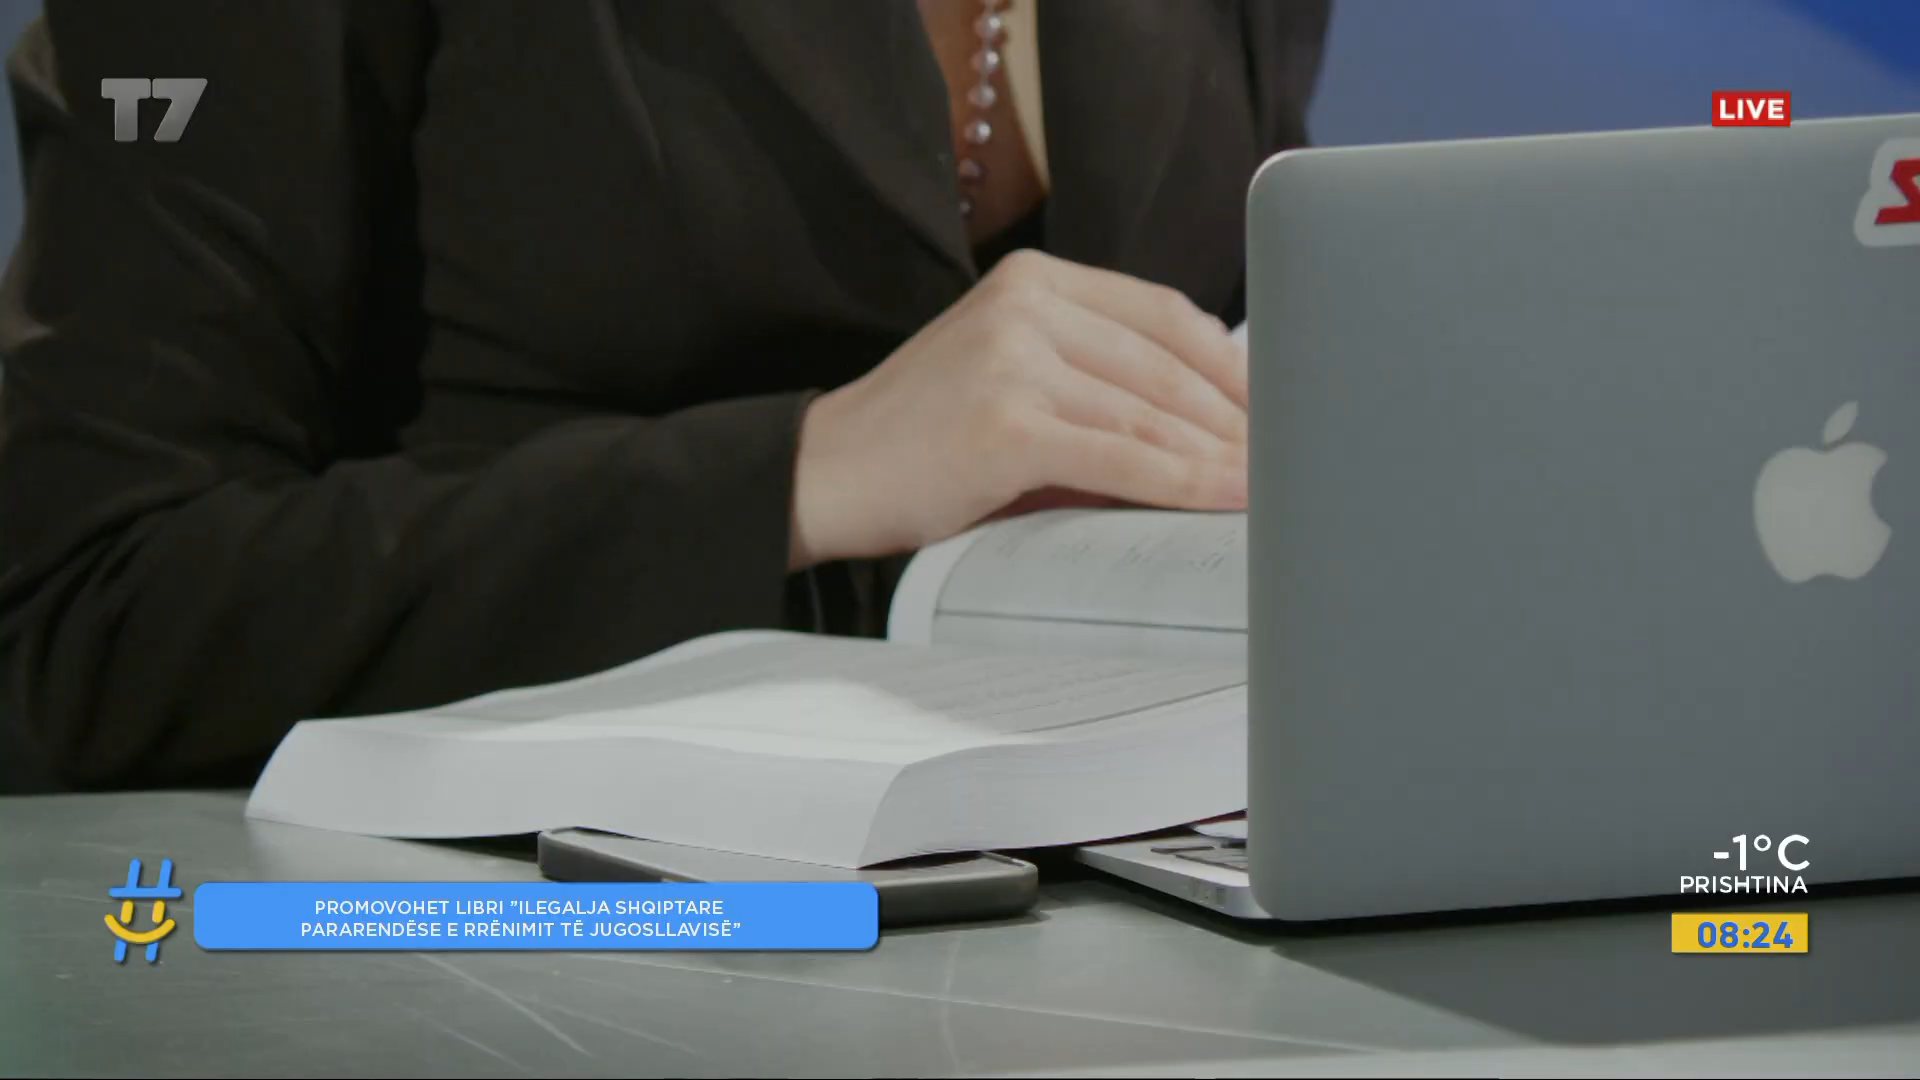 T7
LIVE
-1°C
PRISHTINA
08:24
PROMOVOHET LIBRI "ILEGALJA SHQIPTARE
PARARENDËSE E RRËNIMIT TË JUGOSLLAVISË"